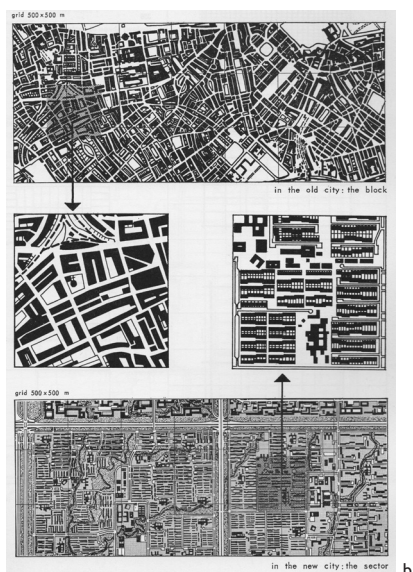 grid 500×500 m
in the old city: the block
grid 500×500 m
in the new city: the sector
b